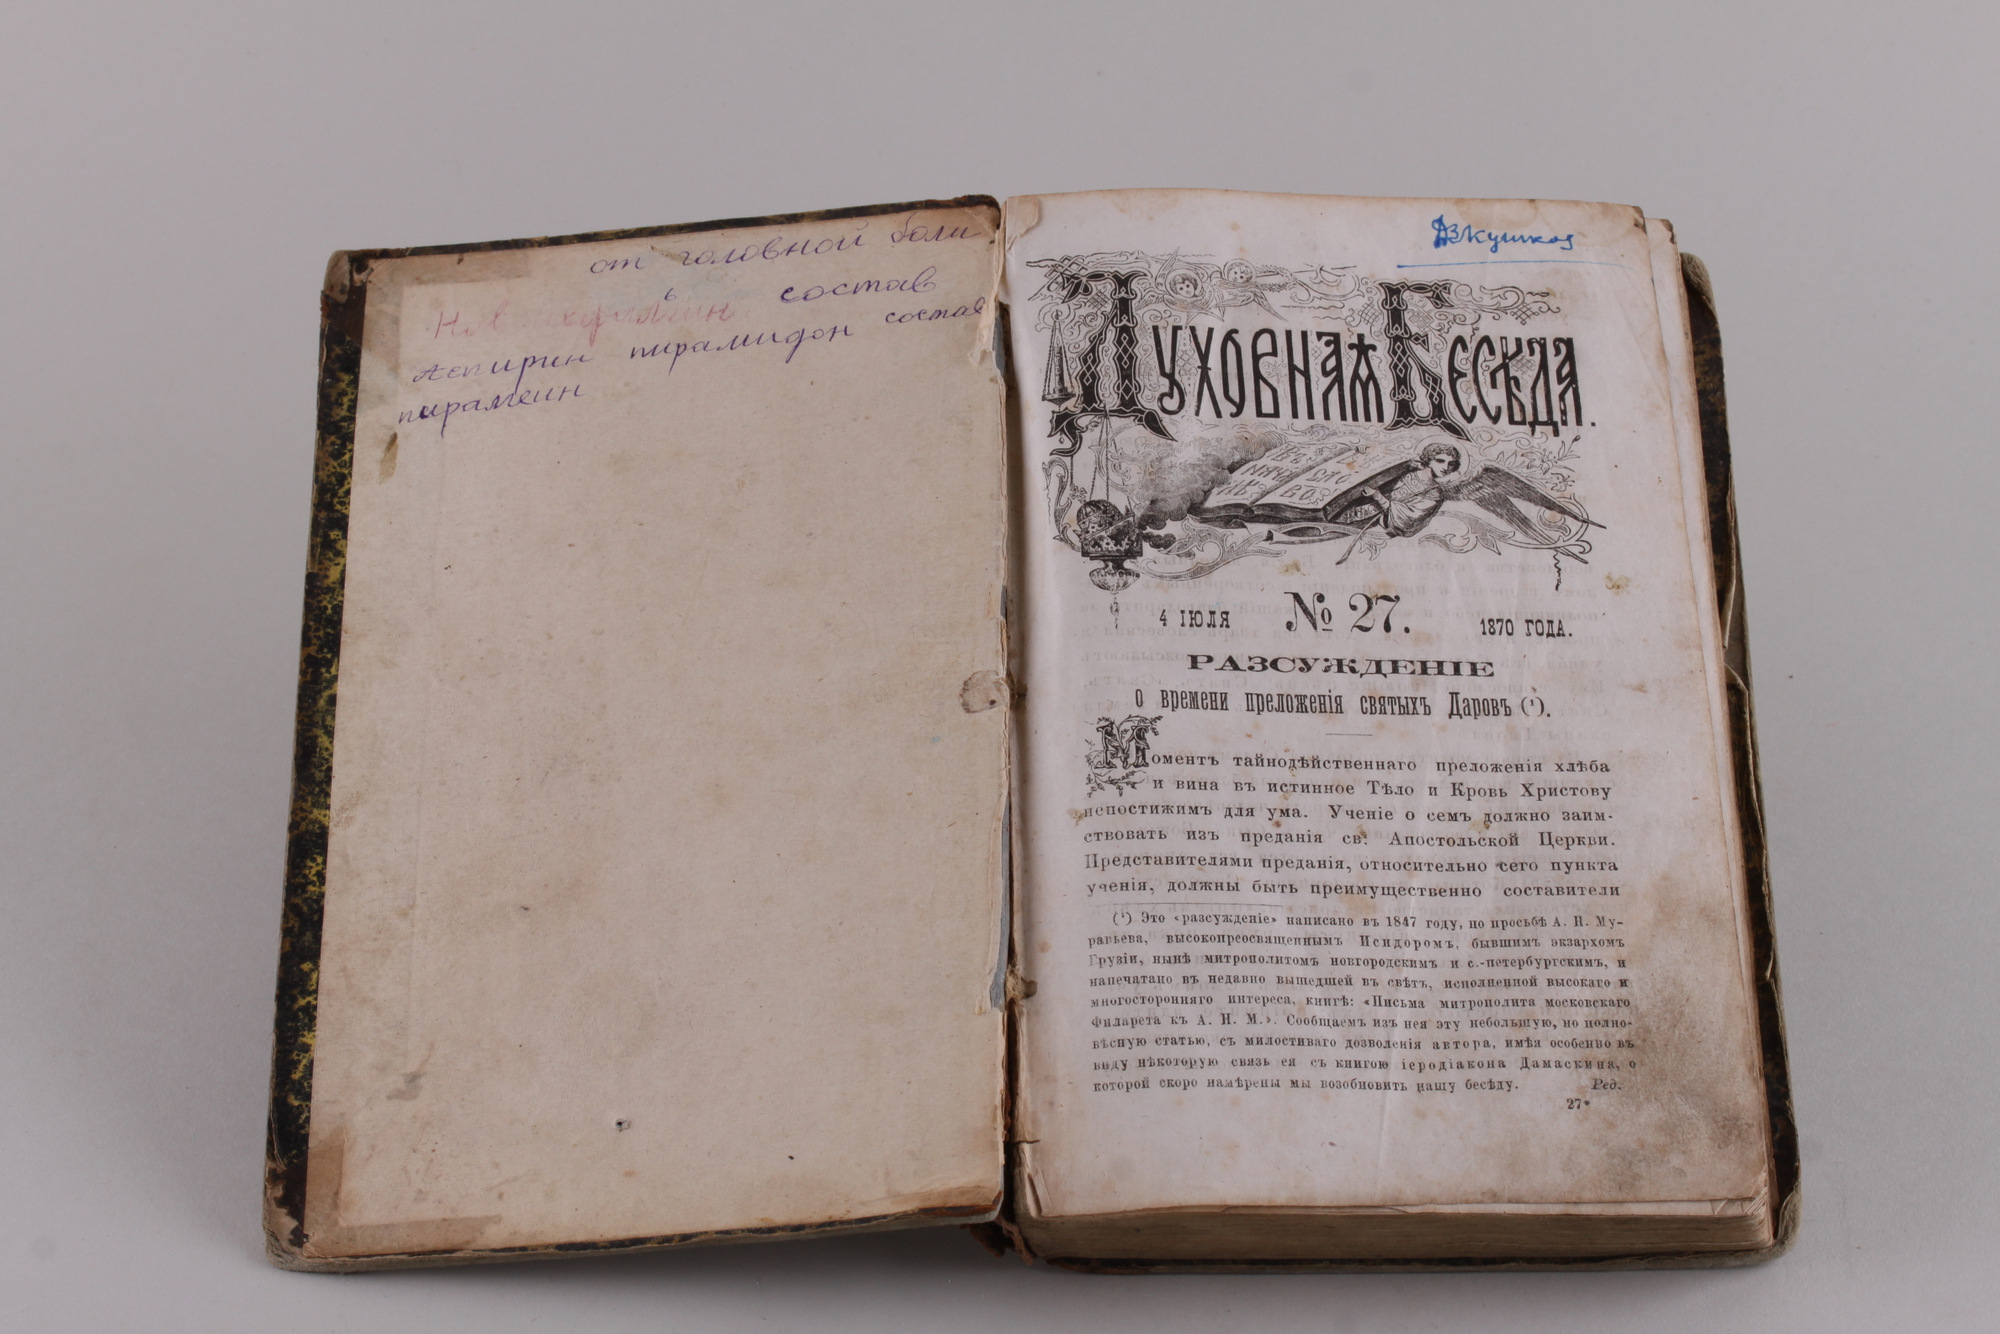 от головной боли
состав
Аспирин пирамидон состав
пирамеин
ДУХОВНАѦ БЕСѢДА.
4 ІЮЛЯ № 27. 1870 ГОДА.
РАЗСУЖДЕНІЕ
о времени преложенія святыхъ Даровъ (¹).
Моментъ тайнодѣйственнаго преложенія хлѣба
и вина въ истинное Тѣло и Кровь Христову
непостижимъ для ума. Ученіе о семъ должно заим-
ствовать изъ преданія св. Апостольской Церкви.
Представителями преданія, относительно сего пункта
ученія, должны быть преимущественно составители
(¹) Это «разсужденіе» написано въ 1847 году, по просьбѣ А. Н. Му-
равьева, высокопреосвященнымъ Исидоромъ, бывшимъ экзархомъ
Грузіи, нынѣ митрополитомъ новгородскимъ и с.-петербургскимъ, и
напечатано въ недавно вышедшей въ свѣтъ, исполненной высокаго и
многосторонняго интереса, книгѣ: «Письма митрополита московскаго
Филарета къ А. Н. М.». Сообщаемъ изъ нея эту небольшую, но полно-
вѣсную статью, съ милостиваго дозволенія автора, имѣя особенно въ
виду нѣкоторую связь ея съ книгою іеродіакона Дамаскина, о
которой скоро намѣрены мы возобновить нашу бесѣду. Ред.
27*